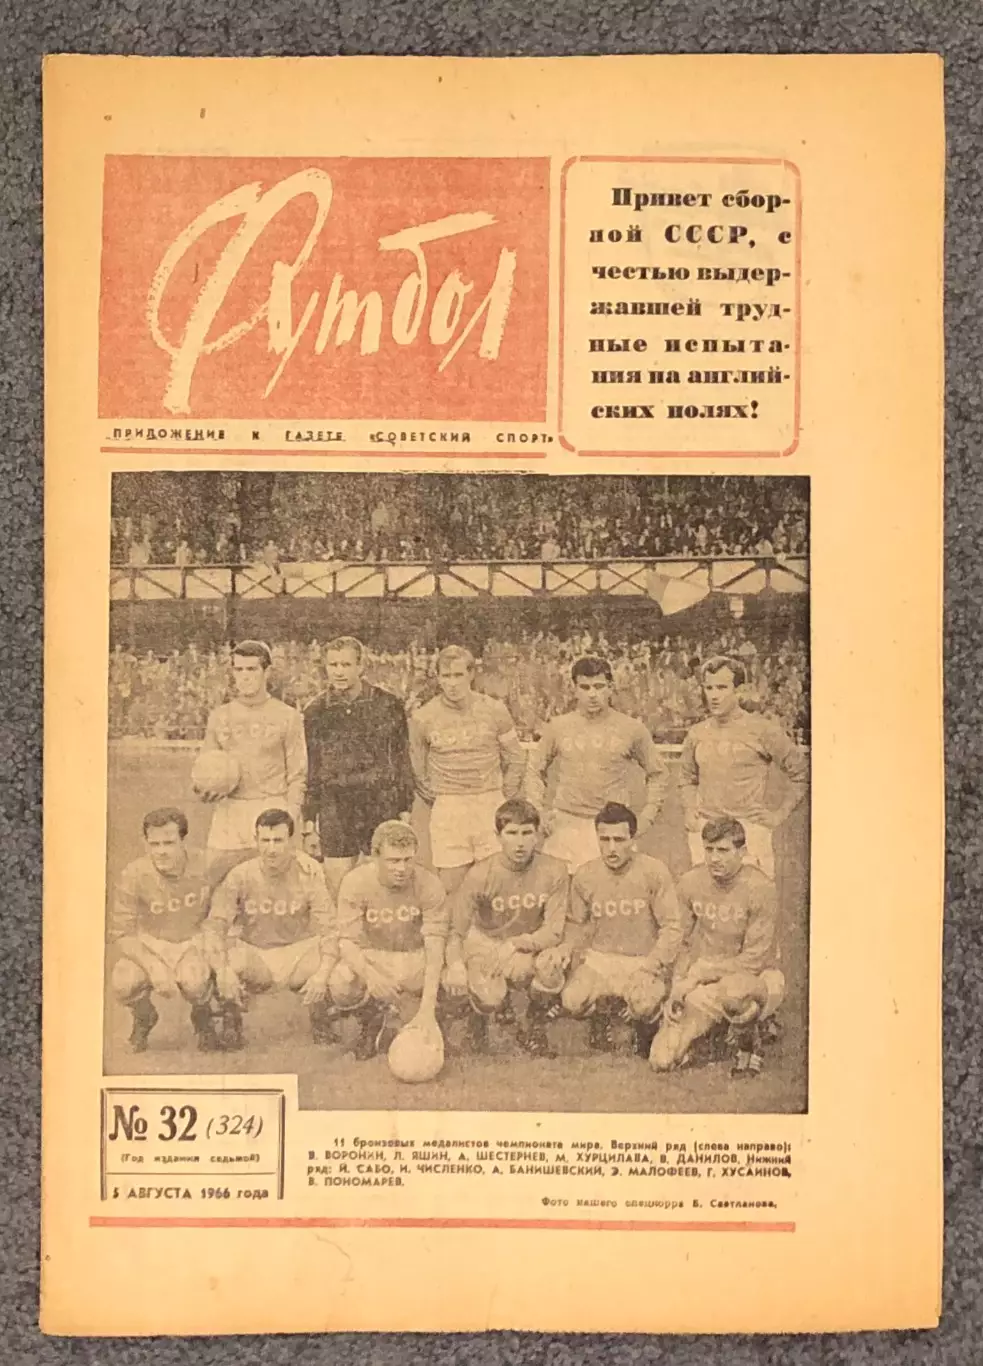 Футбол
ПРИЛОЖЕНИЕ К ГАЗЕТЕ «СОВЕТСКИЙ СПОРТ»
Привет сбор-
ной СССР, с
честью выдер-
жавшей труд-
ные испыта-
ния на англий-
ских полях!
СССР
СССР
СССР
СССР
СССР
СССР
СССР
СССР
СССР
СССР
№ 32 (324)
(Год издания седьмой)
5 АВГУСТА 1966 года
11 бронзовых медалистов чемпионата мира. Верхний ряд (слева направо):
В. ВОРОНИН, Л. ЯШИН, А. ШЕСТЕРНЕВ, М. ХУРЦИЛАВА, В. ДАНИЛОВ. Нижний
ряд: Й. САБО, И. ЧИСЛЕНКО, А. БАНИШЕВСКИЙ, Э. МАЛОФЕЕВ, Г. ХУСАИНОВ,
В. ПОНОМАРЕВ.
Фото нашего спецкорра Б. Светланова.